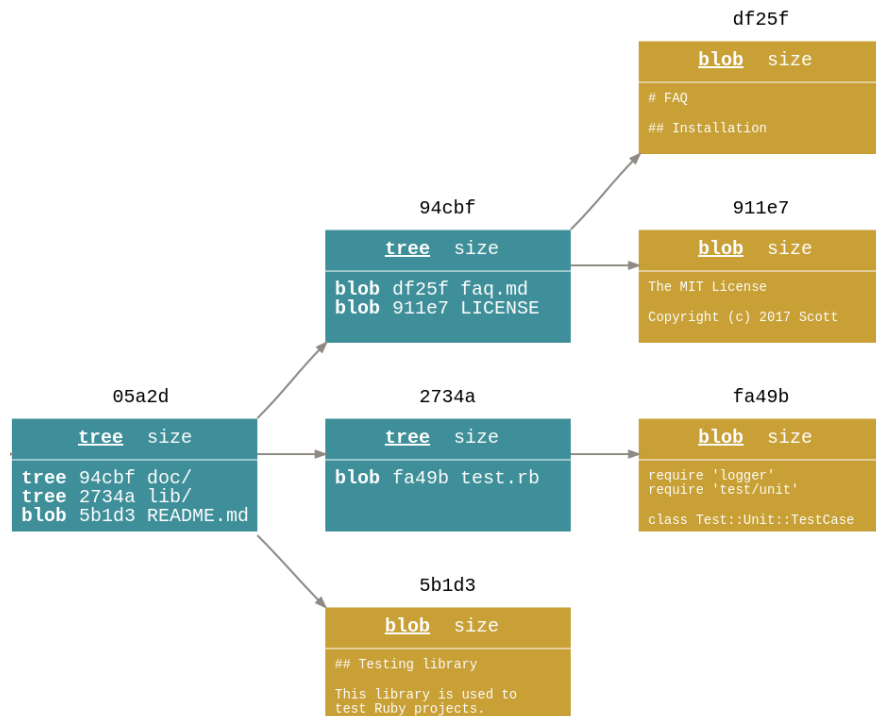 df25f
blob size
# FAQ
## Installation
94cbf
tree size
blob df25f faq.md
blob 911e7 LICENSE
911e7
blob size
The MIT License
Copyright (c) 2017 Scott
05a2d
tree size
tree 94cbf doc/
tree 2734a lib/
blob 5b1d3 README.md
2734a
tree size
blob fa49b test.rb
fa49b
blob size
require 'logger'
require 'test/unit'
class Test::Unit::TestCase
5b1d3
blob size
## Testing library
This library is used to
test Ruby projects.